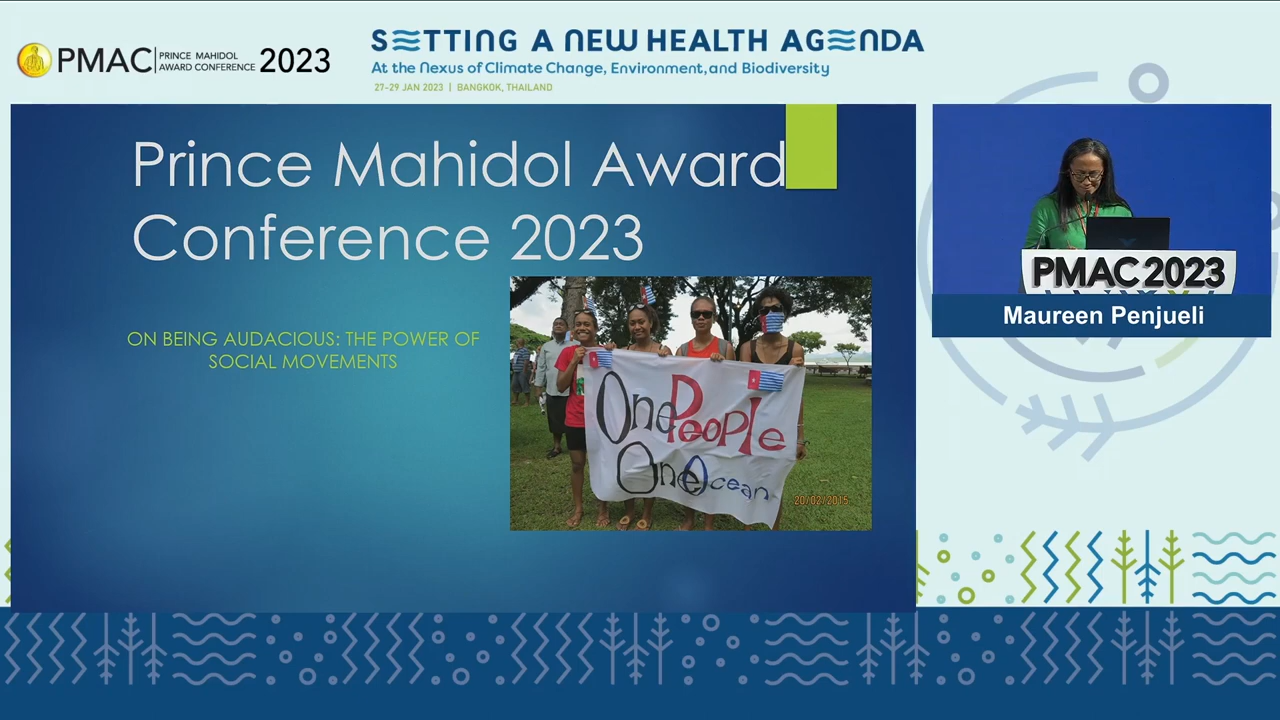 PMAC
PRINCE MAHIDOL
AWARD CONFERENCE
2023
SETTING A NEW HEALTH AGENDA
At the Nexus of Climate Change, Environment, and Biodiversity
27-29 JAN 2023 | BANGKOK, THAILAND
Prince Mahidol Award
Conference 2023
ON BEING AUDACIOUS: THE POWER OF
SOCIAL MOVEMENTS
One People
One Ocean
20/02/2015
PMAC 2023
Maureen Penjueli